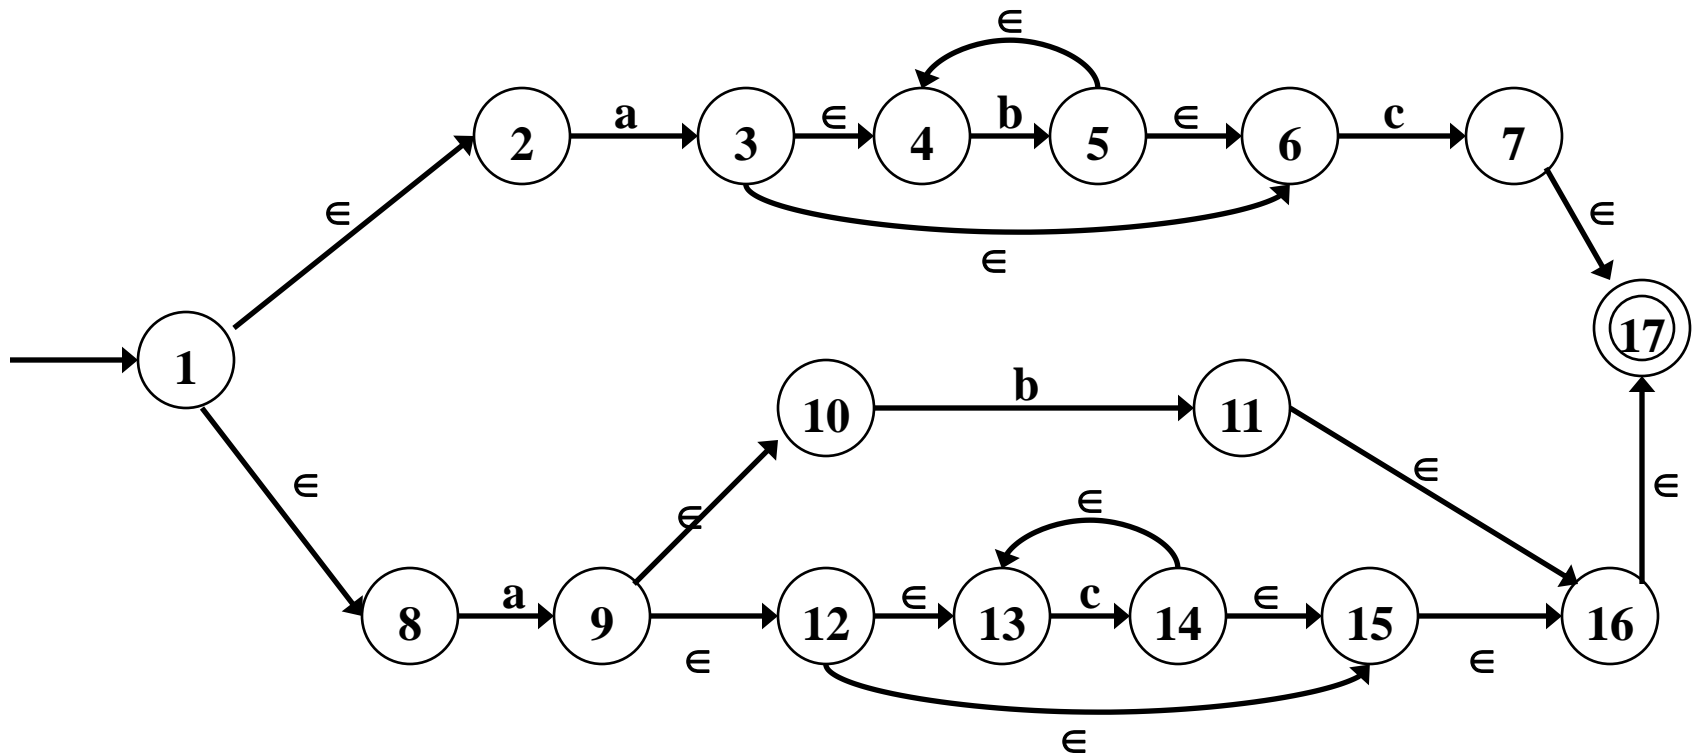 ∈
a ∈ b ∈ c
2 3 4 5 6 7
∈ ∈
∈
17
1
b
10 11
∈ ∈ ∈
∈ ∈
a ∈ c ∈
8 9 12 13 14 15 16
∈ ∈
∈